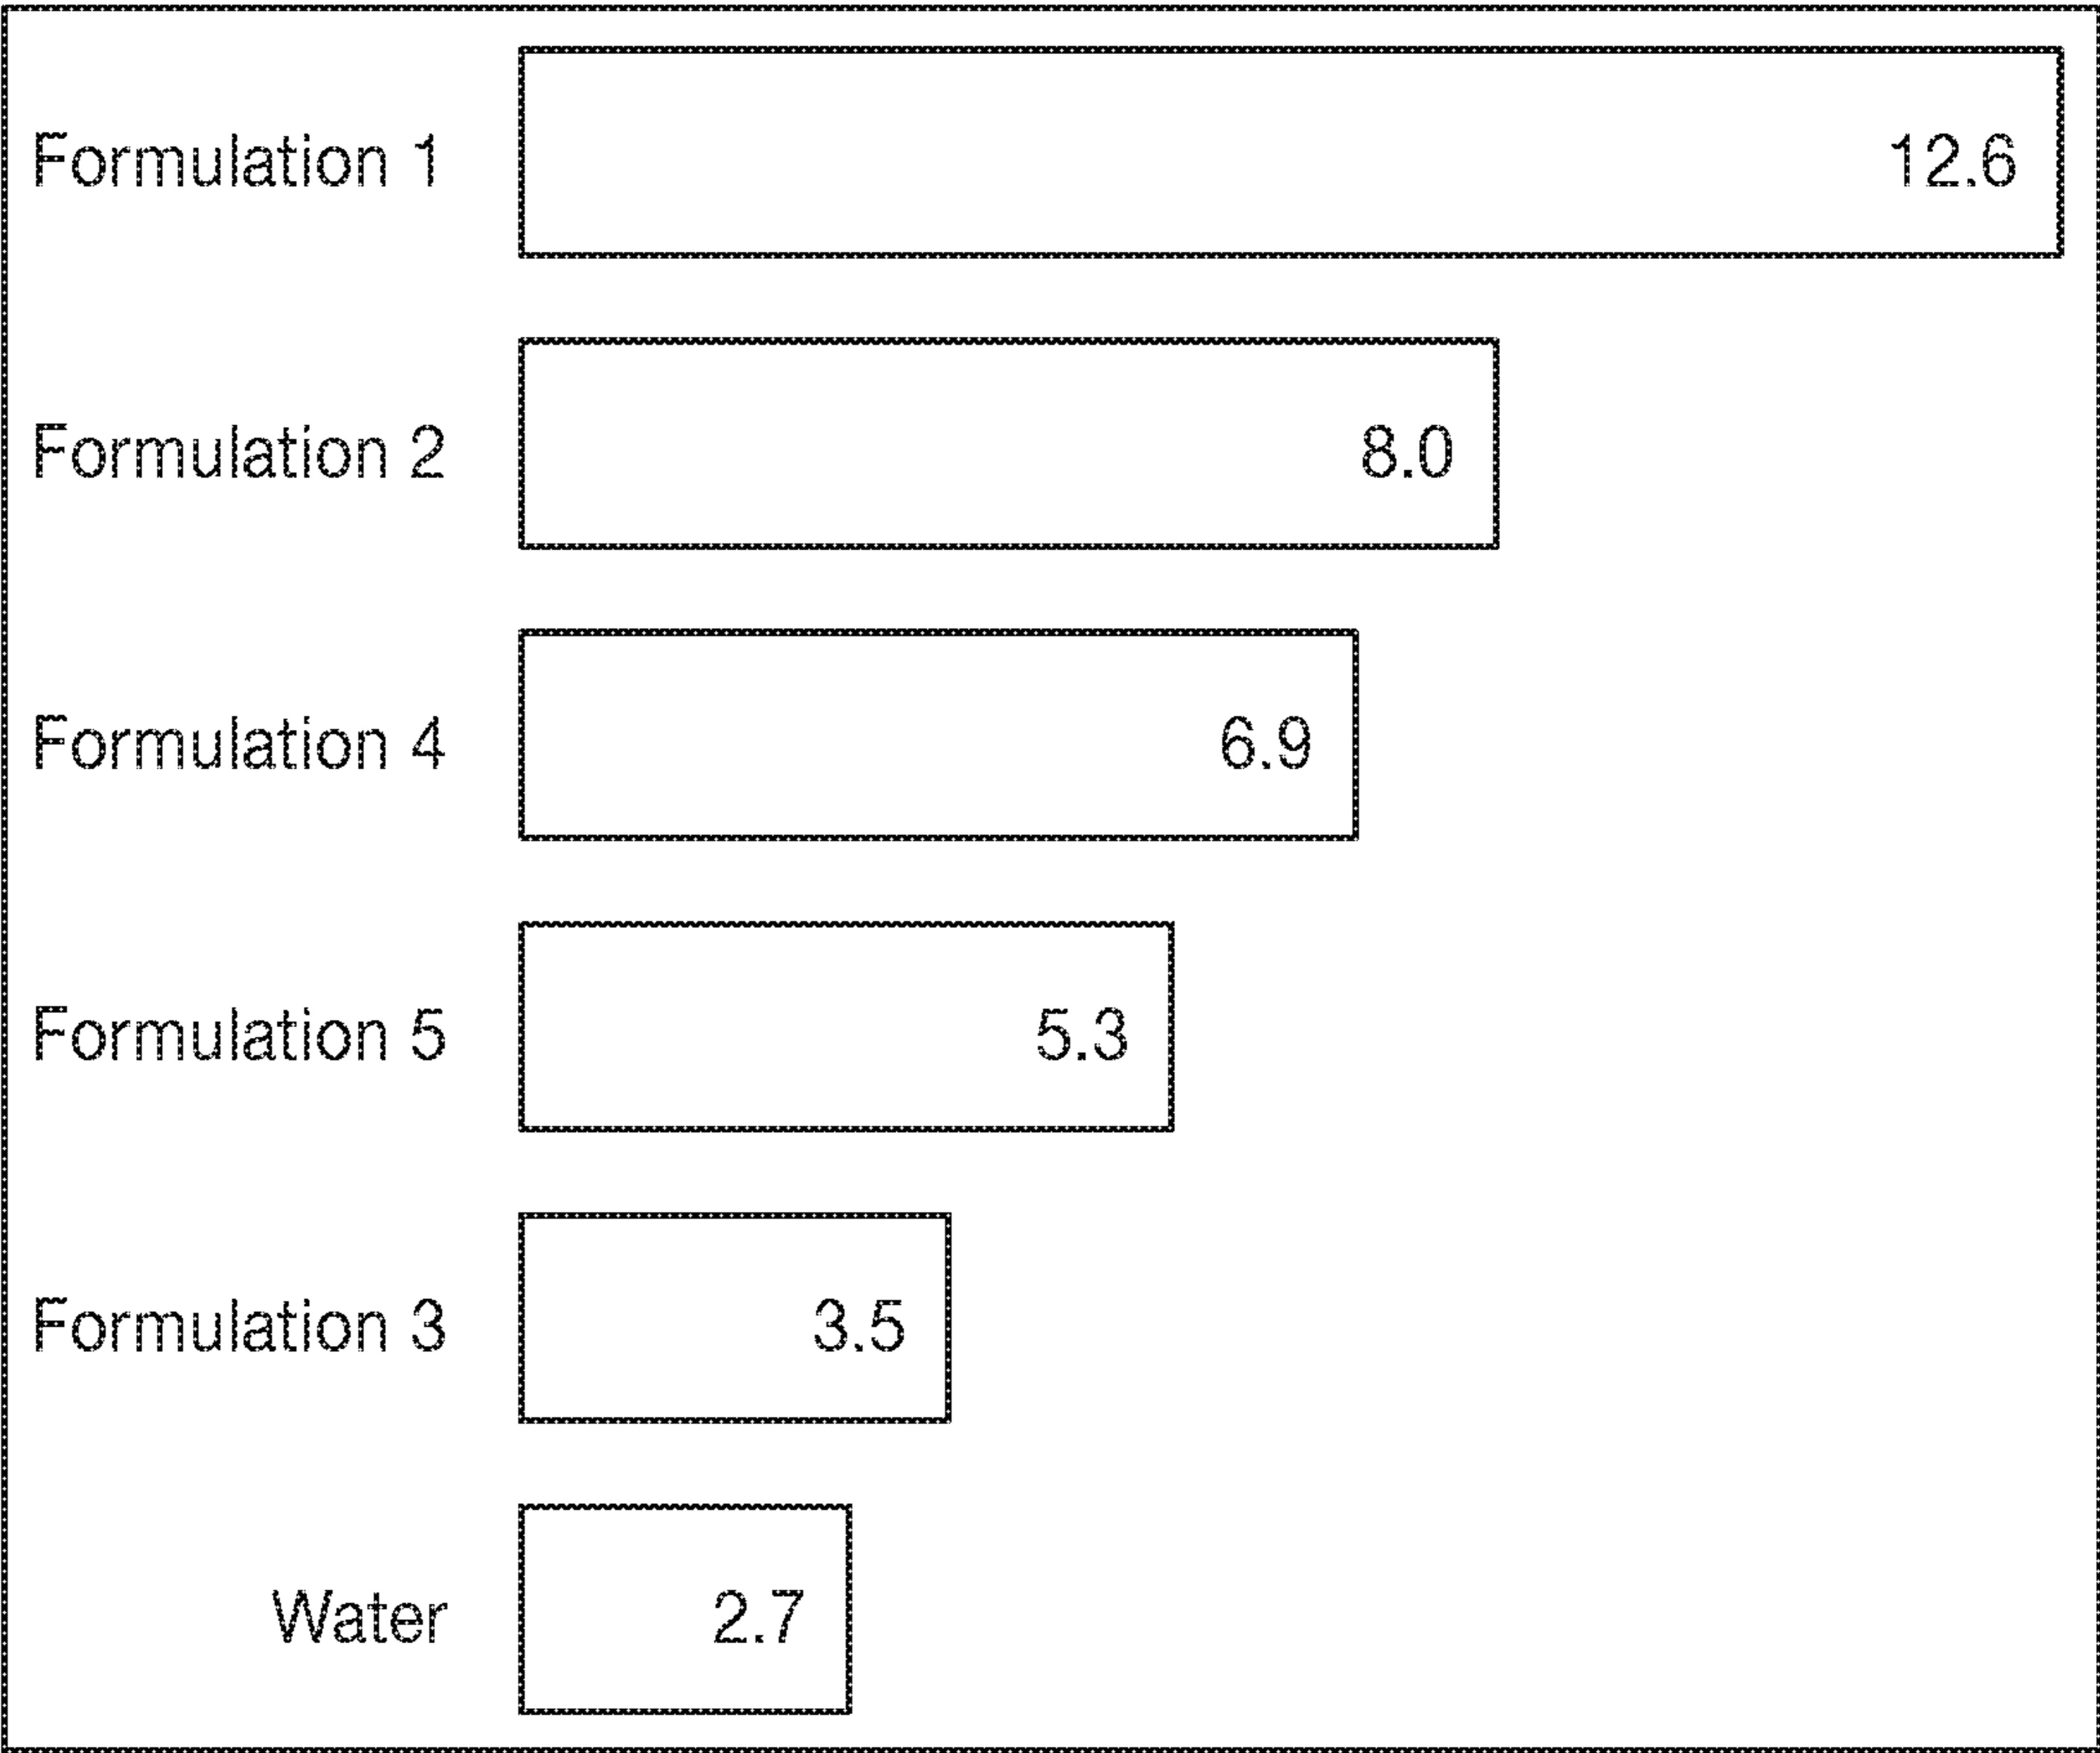 Formulation 1 12.6
Formulation 2 8.0
Formulation 4 6.9
Formulation 5 5.3
Formulation 3 3.5
Water 2.7